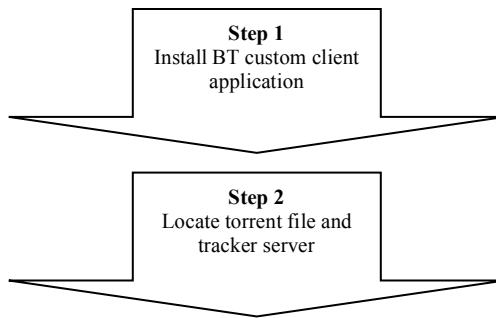 Step 1
Install BT custom client
application
Step 2
Locate torrent file and
tracker server